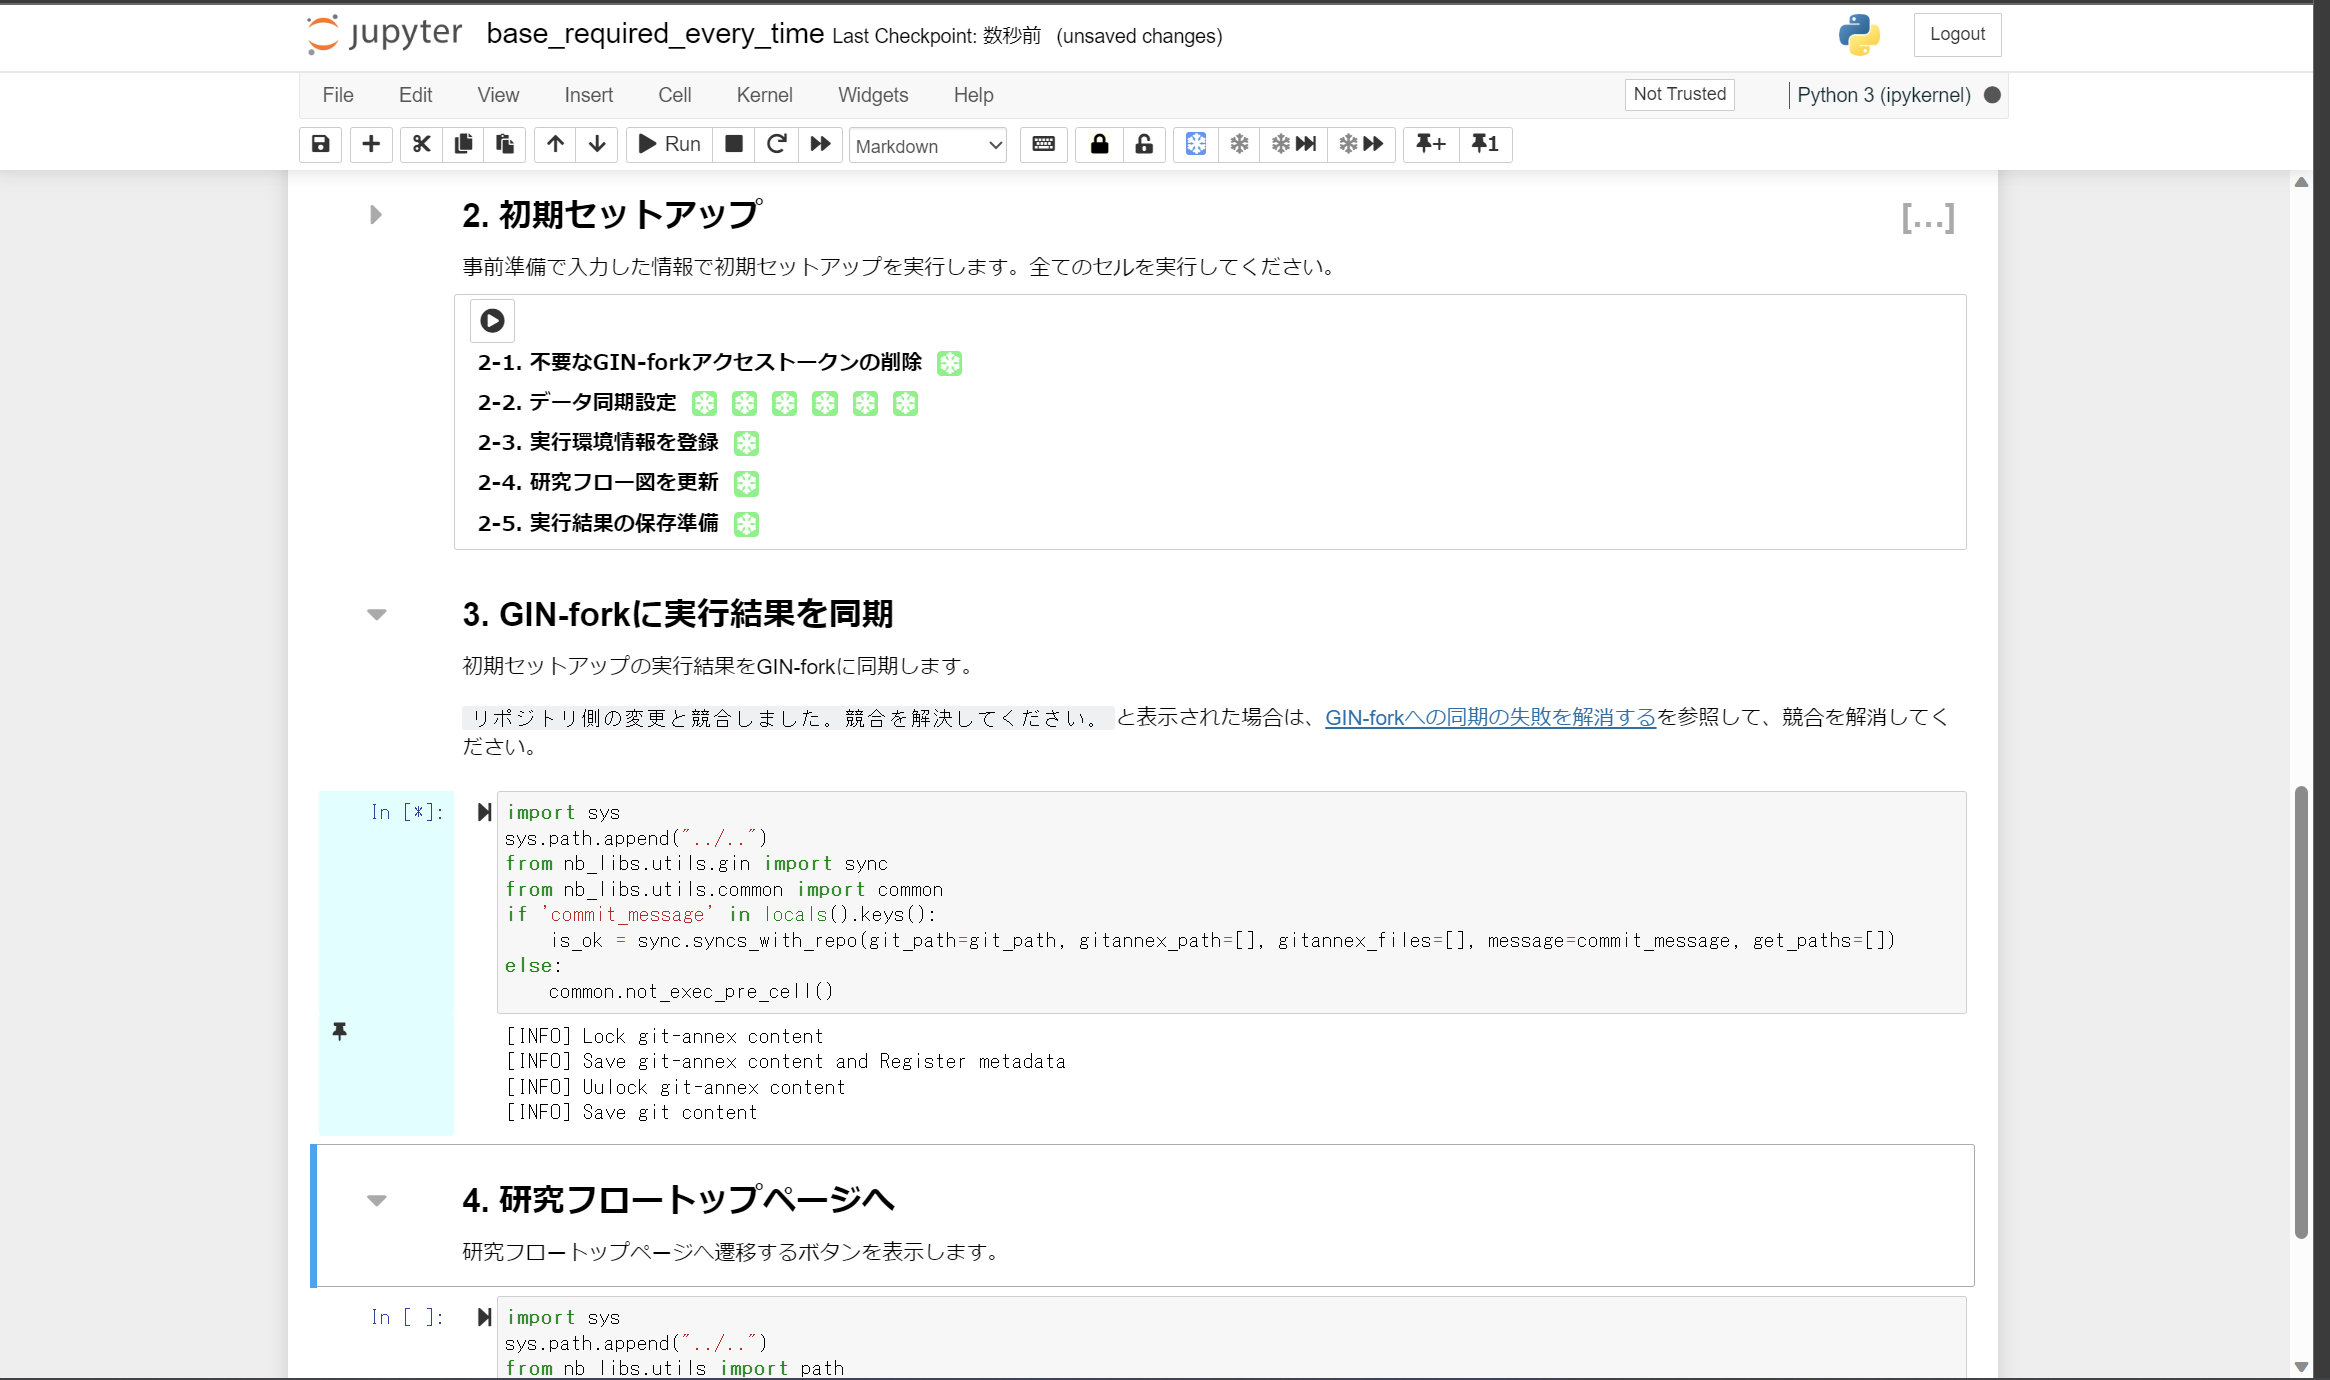 jupyter base_required_every_time Last Checkpoint: 数秒前 (unsaved changes) Logout
File Edit View Insert Cell Kernel Widgets Help Not Trusted Python 3 (ipykernel)
Run Markdown 1
2. 初期セットアップ [...]
事前準備で入力した情報で初期セットアップを実行します。全てのセルを実行してください。
2-1. 不要なGIN-forkアクセストークンの削除
2-2. データ同期設定
2-3. 実行環境情報を登録
2-4. 研究フロー図を更新
2-5. 実行結果の保存準備
3. GIN-forkに実行結果を同期
初期セットアップの実行結果をGIN-forkに同期します。
リポジトリ側の変更と競合しました。競合を解決してください。 と表示された場合は、GIN-forkへの同期の失敗を解消するを参照して、競合を解消してく
ださい。
In [*]: import sys
sys.path.append("../..")
from nb_libs.utils.gin import sync
from nb_libs.utils.common import common
if 'commit_message' in locals().keys():
    is_ok = sync.syncs_with_repo(git_path=git_path, gitannex_path=[], gitannex_files=[], message=commit_message, get_paths=[])
else:
    common.not_exec_pre_cell()
[INFO] Lock git-annex content
[INFO] Save git-annex content and Register metadata
[INFO] Uulock git-annex content
[INFO] Save git content
4. 研究フロートップページへ
研究フロートップページへ遷移するボタンを表示します。
In [ ]: import sys
sys.path.append("../..")
from nb_libs.utils import path